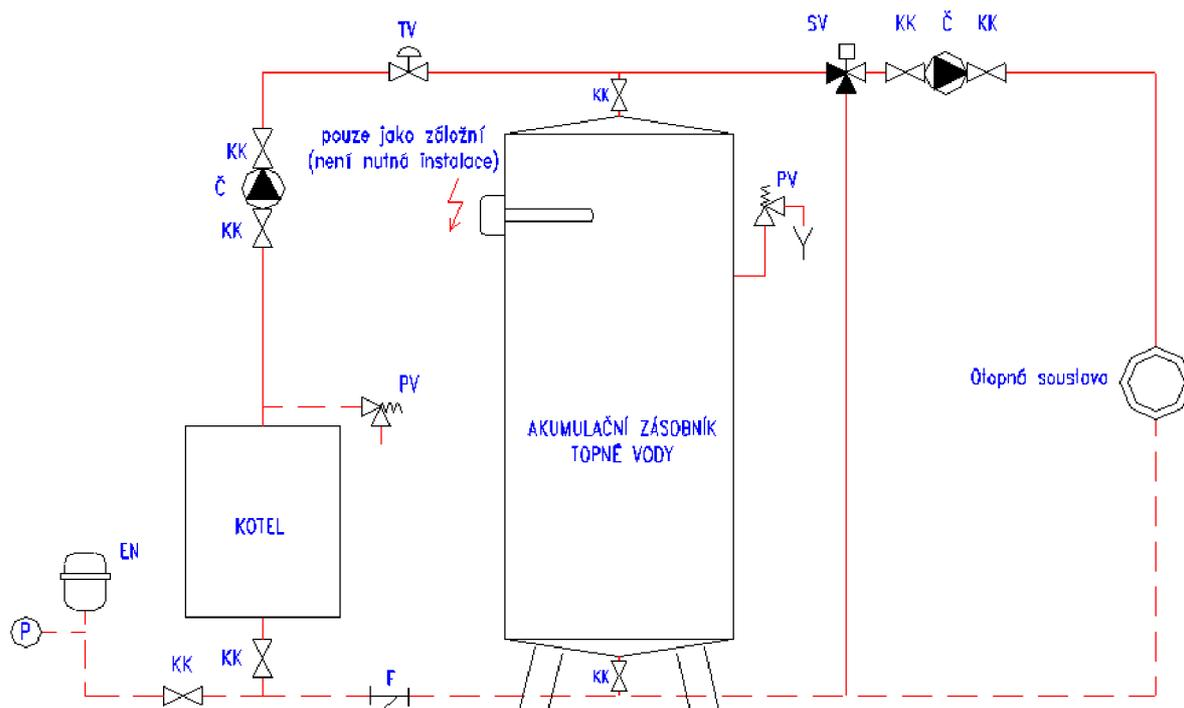 TV
SV
KK
Č
KK
KK
pouze jako záložní
(není nutná instalace)
KK
Č
KK
PV
PV
Otopná soustava
AKUMULAČNÍ ZÁSOBNÍK
TOPNÉ VODY
KOTEL
EN
P
KK
KK
F
KK